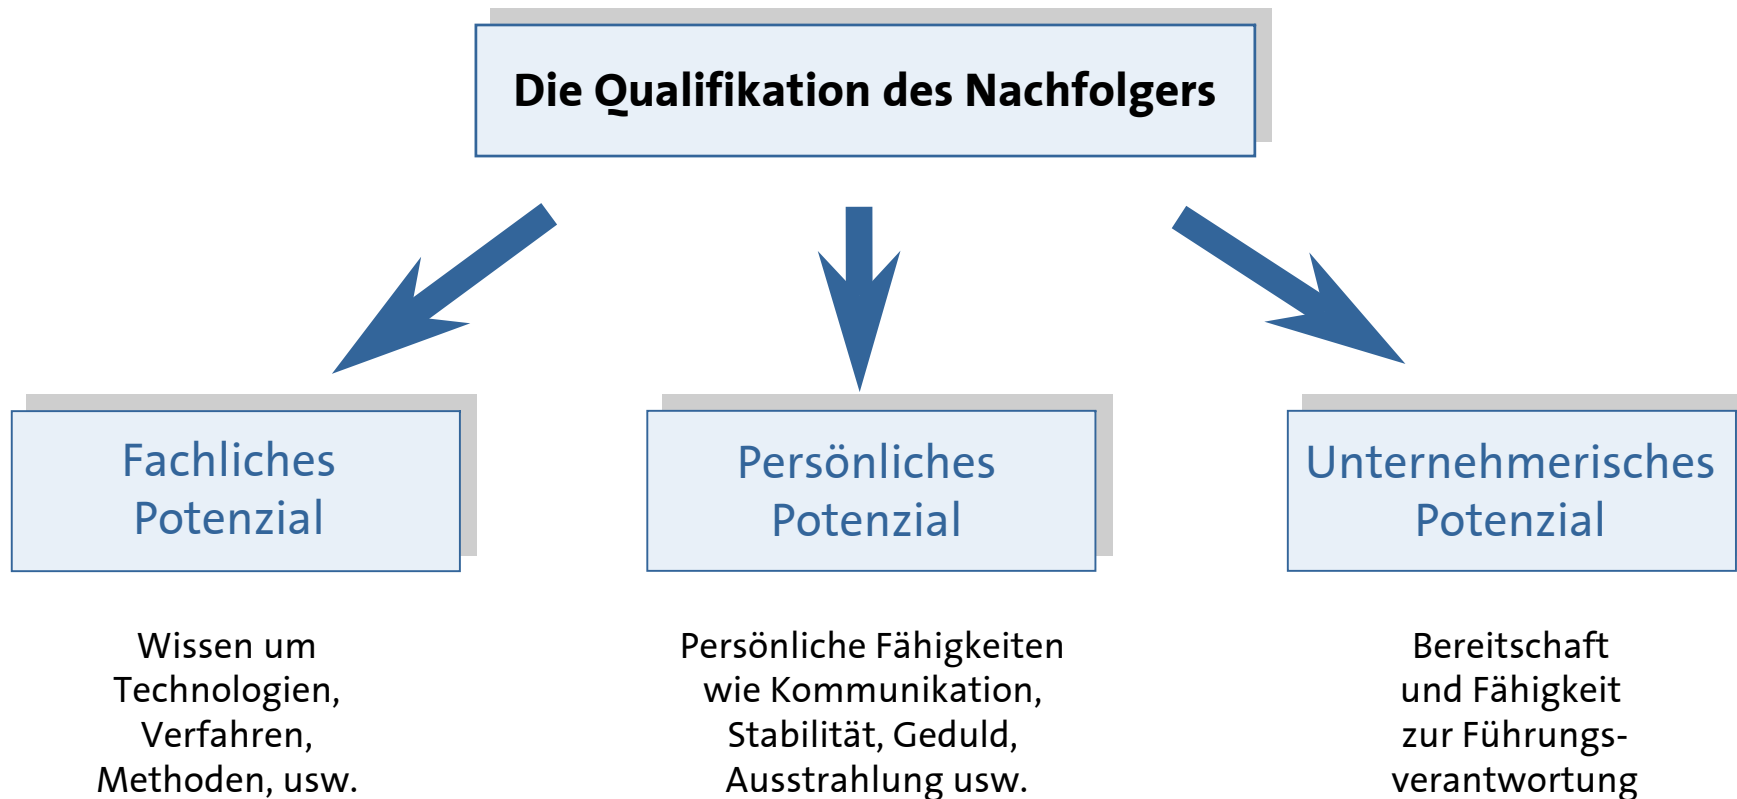 Die Qualifikation des Nachfolgers
Fachliches
Potenzial
Persönliches
Potenzial
Unternehmerisches
Potenzial
Wissen um
Technologien,
Verfahren,
Methoden, usw.
Persönliche Fähigkeiten
wie Kommunikation,
Stabilität, Geduld,
Ausstrahlung usw.
Bereitschaft
und Fähigkeit
zur Führungs-
verantwortung